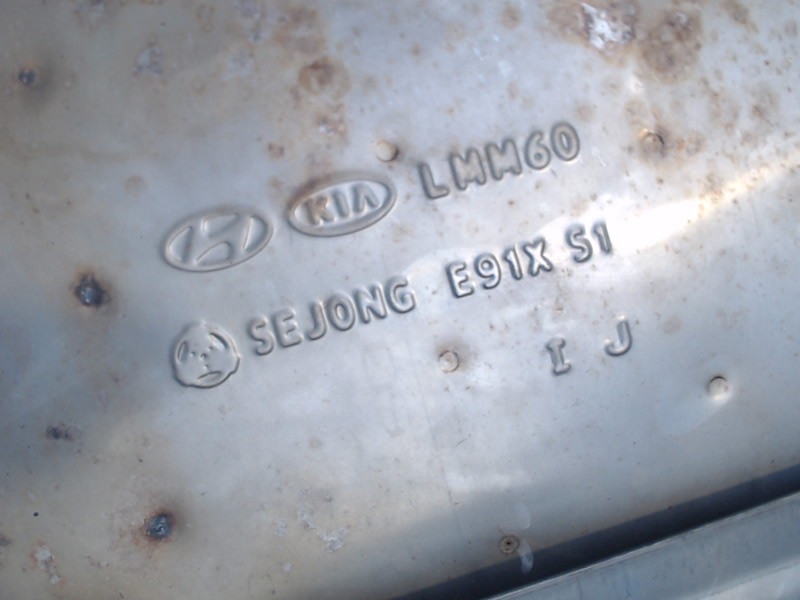 KIA LMM60
SEJONG E91X S1
I J